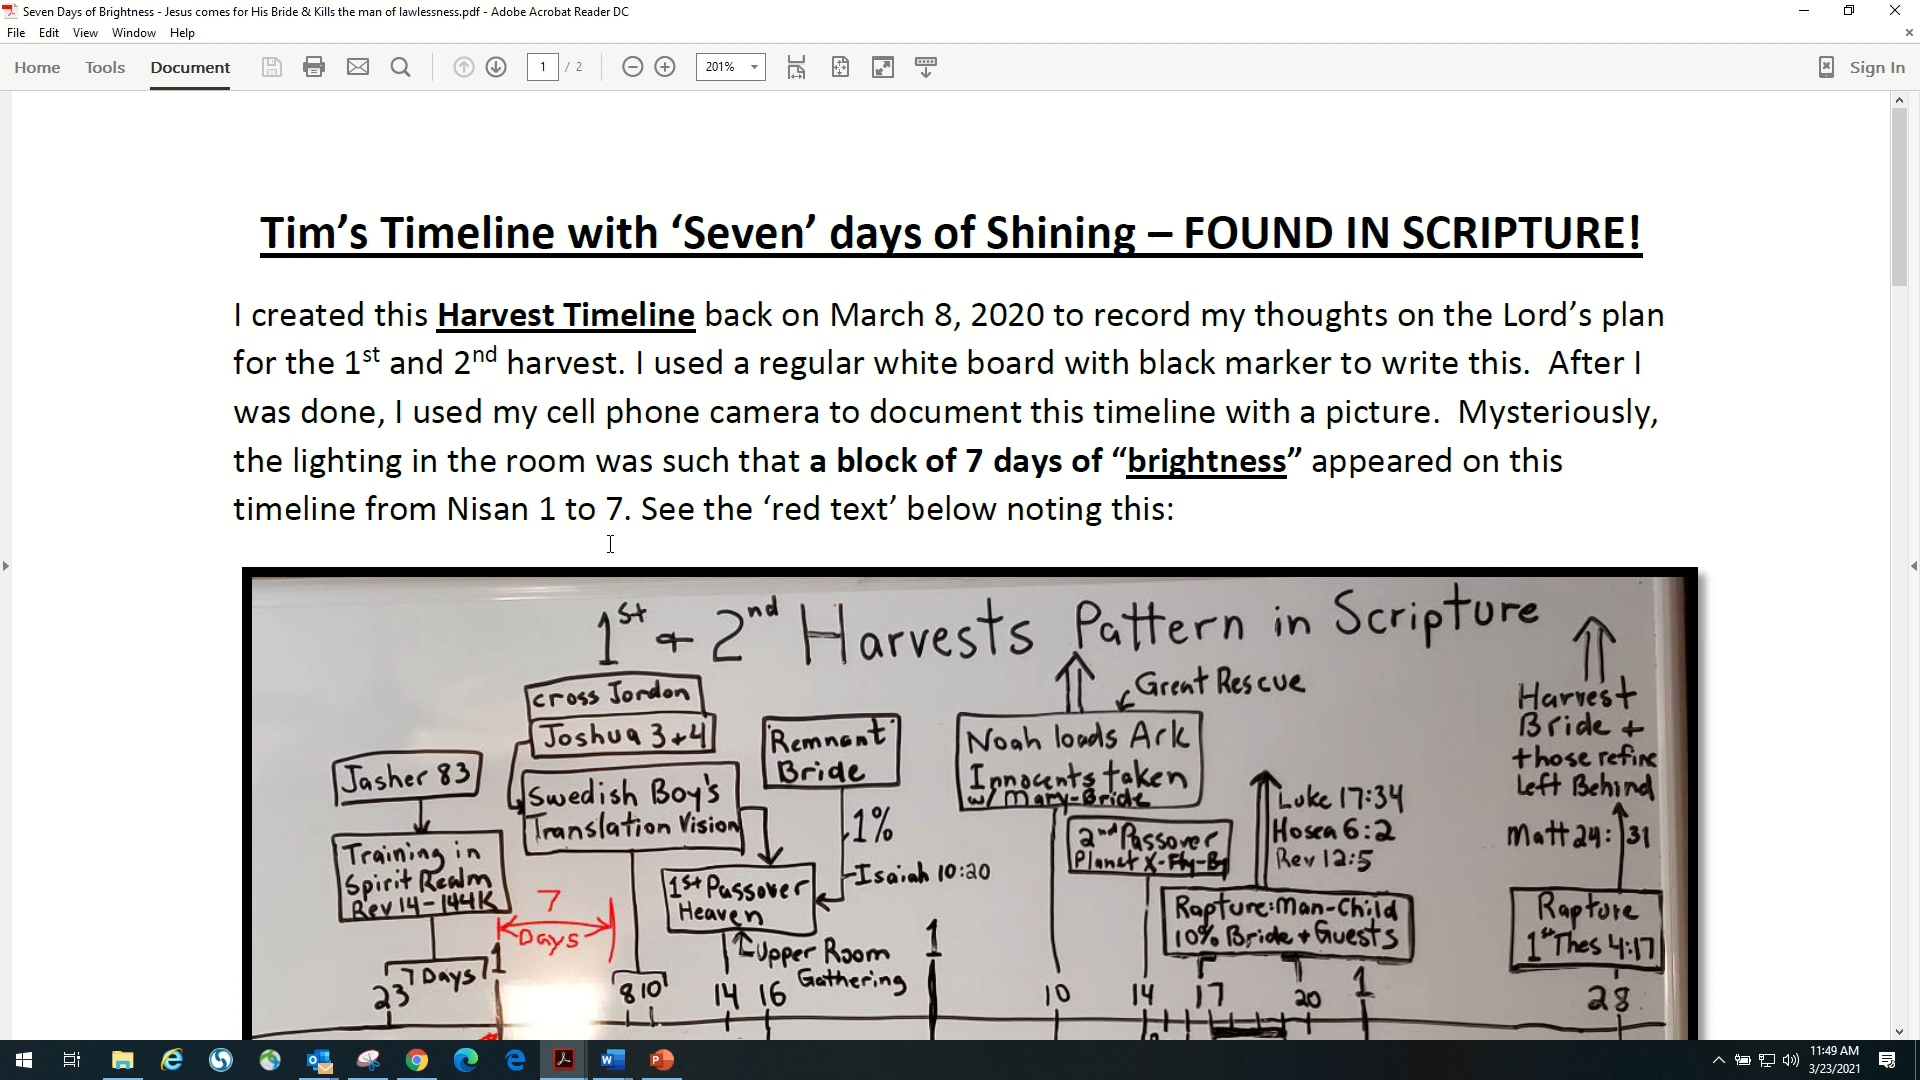 Seven Days of Brightness - Jesus comes for His Bride & Kills the man of lawlessness.pdf - Adobe Acrobat Reader DC
File Edit View Window Help
Home Tools Document 1 / 2 201% Sign In
Tim’s Timeline with ‘Seven’ days of Shining – FOUND IN SCRIPTURE!
I created this Harvest Timeline back on March 8, 2020 to record my thoughts on the Lord’s plan
for the 1st and 2nd harvest. I used a regular white board with black marker to write this. After I
was done, I used my cell phone camera to document this timeline with a picture. Mysteriously,
the lighting in the room was such that a block of 7 days of “brightness” appeared on this
timeline from Nisan 1 to 7. See the ‘red text’ below noting this:
1st + 2nd Harvests Pattern in Scripture
cross Jordon
Joshua 3+4
Jasher 83
Training in
Spirit Realm
Rev 14-144K
Swedish Boy's
Translation Vision
Remnant
Bride
1%
Isaiah 10:20
1st Passover
Heaven
Upper Room
Gathering
7
Days
7 Days
Noah loads Ark
Innocents taken
w/ Mary-Bride
Great Rescue
2nd Passover
Planet X-Fly-By
Luke 17:34
Hosea 6:2
Rev 12:5
Rapture: Man-Child
10% Bride + Guests
Harvest
Bride +
those refine
Left Behind
Matt 24:31
Rapture
1st Thes 4:17
23 1 8 10 14 16 1 10 14 17 20 1 28
11:49 AM
3/23/2021